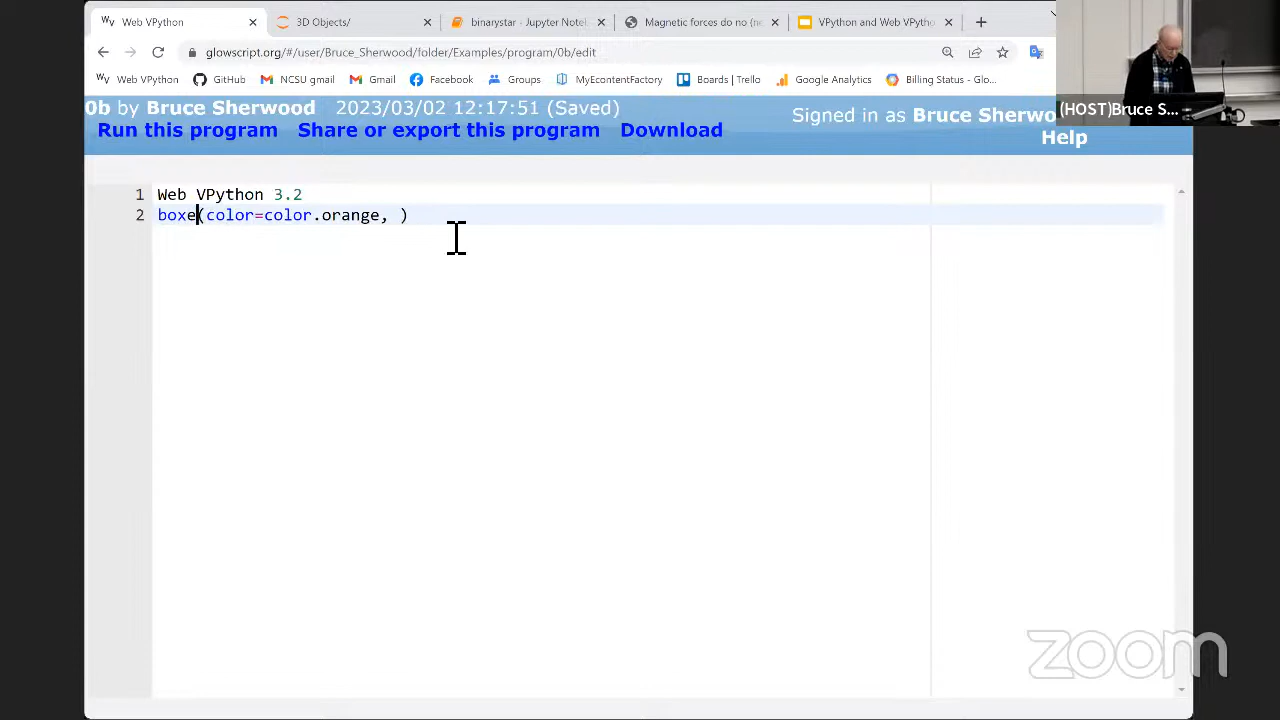 Web VPython
3D Objects/
binarystar - Jupyter Notel
Magnetic forces do no (ne
VPython and Web VPytho
glowscript.org/#/user/Bruce_Sherwood/folder/Examples/program/0b/edit
Web VPython
GitHub
NCSU gmail
Gmail
Facebook
Groups
MyEcontentFactory
Boards | Trello
Google Analytics
Billing Status - Glo...
(HOST)Bruce S...
0b by Bruce Sherwood 2023/03/02 12:17:51 (Saved)
Signed in as Bruce Sherwo
Run this program Share or export this program Download
Help
1 Web VPython 3.2
2 boxe(color=color.orange, )
zoom